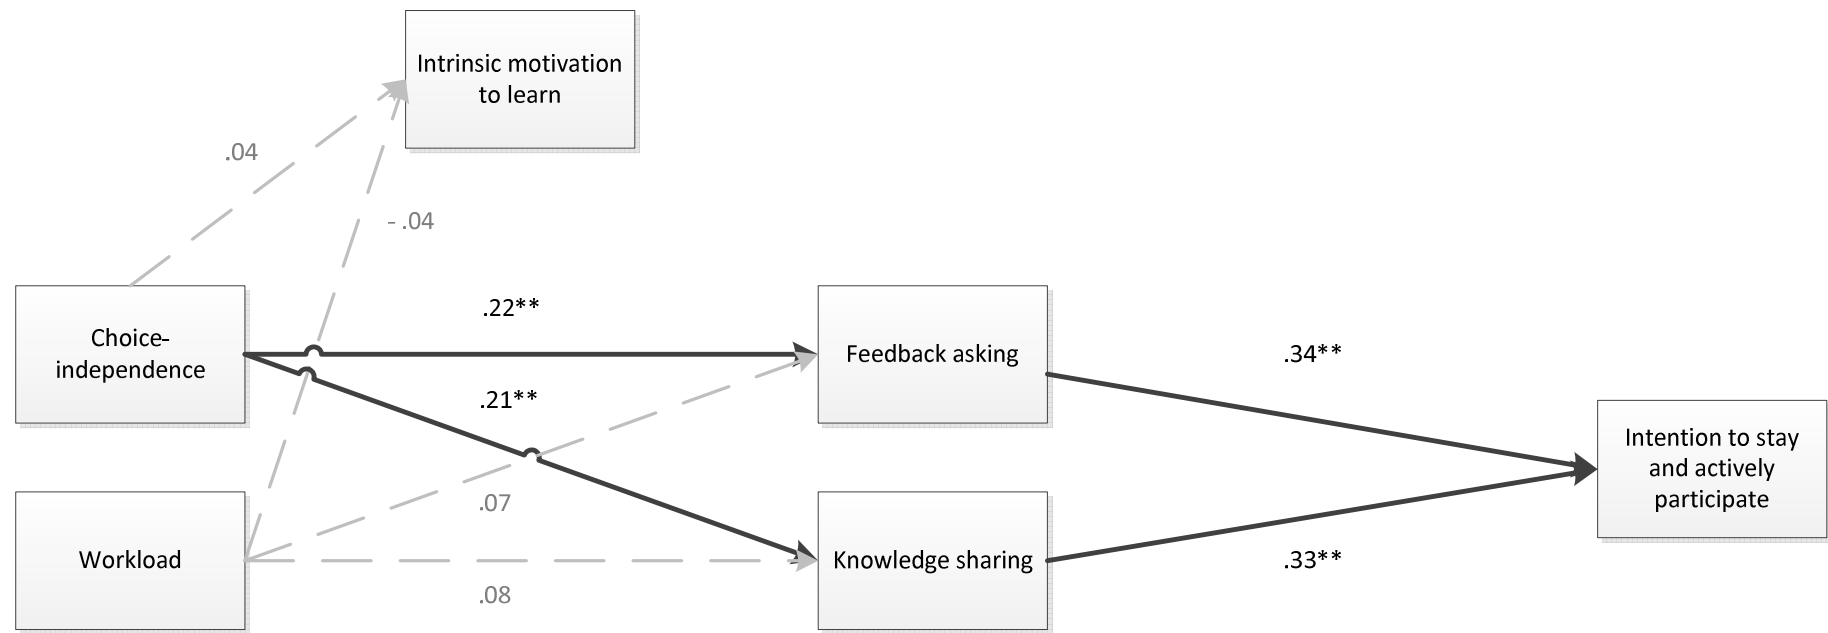 Intrinsic motivation
to learn
.04
- .04
Choice-
independence
.22**
.21**
Feedback asking
.34**
Intention to stay
and actively
participate
Workload
.07
.08
Knowledge sharing
.33**